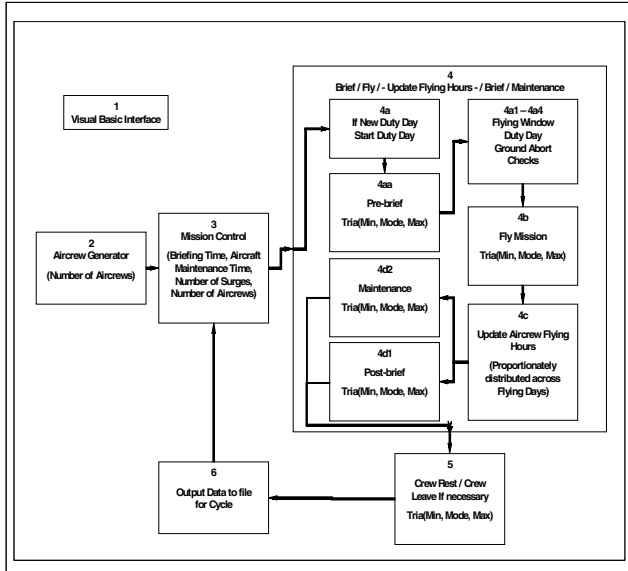 4
Brief / Fly / - Update Flying Hours - / Brief / Maintenance
1
Visual Basic Interface
4a
If New Duty Day
Start Duty Day
4a1 – 4a4
Flying Window
Duty Day
Ground Abort
Checks
4aa
Pre-brief
Tria(Min, Mode, Max)
4b
Fly Mission
Tria(Min, Mode, Max)
2
Aircrew Generator
(Number of Aircrews)
3
Mission Control
(Briefing Time, Aircraft
Maintenance Time,
Number of Surges,
Number of Aircrews)
4d2
Maintenance
Tria(Min, Mode, Max)
4c
Update Aircrew Flying
Hours
(Proportionately
distributed across
Flying Days)
4d1
Post-brief
Tria(Min, Mode, Max)
6
Output Data to file
for Cycle
5
Crew Rest / Crew
Leave If necessary
Tria(Min, Mode, Max)